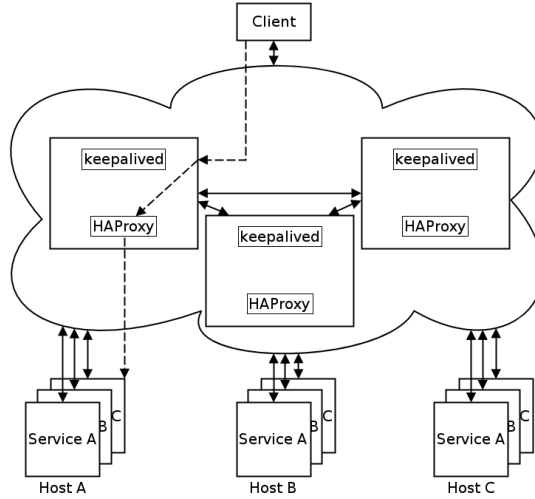 Client
keepalived
HAProxy
keepalived
HAProxy
keepalived
HAProxy
Service A
B
C
Host A
Service A
B
C
Host B
Service A
B
C
Host C